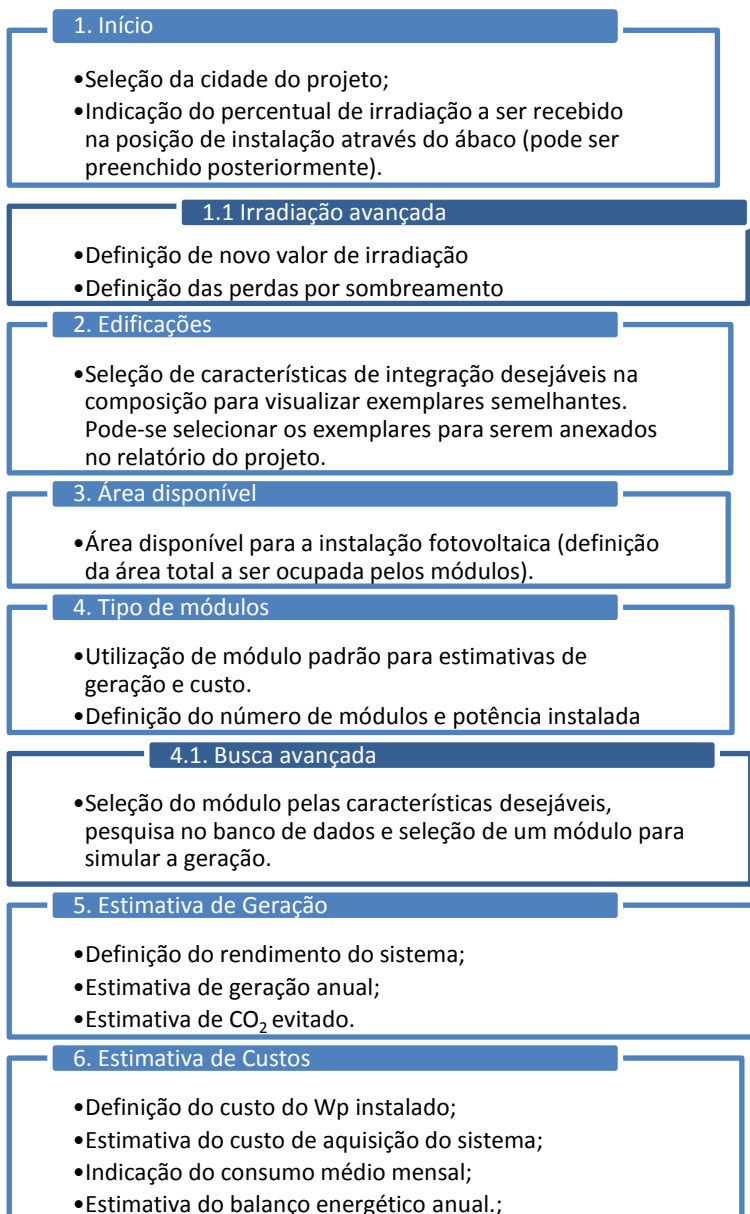 1. Início
•Seleção da cidade do projeto;
•Indicação do percentual de irradiação a ser recebido
na posição de instalação através do ábaco (pode ser
preenchido posteriormente).
1.1 Irradiação avançada
•Definição de novo valor de irradiação
•Definição das perdas por sombreamento
2. Edificações
•Seleção de características de integração desejáveis na
composição para visualizar exemplares semelhantes.
Pode-se selecionar os exemplares para serem anexados
no relatório do projeto.
3. Área disponível
•Área disponível para a instalação fotovoltaica (definição
da área total a ser ocupada pelos módulos).
4. Tipo de módulos
•Utilização de módulo padrão para estimativas de
geração e custo.
•Definição do número de módulos e potência instalada
4.1. Busca avançada
•Seleção do módulo pelas características desejáveis,
pesquisa no banco de dados e seleção de um módulo para
simular a geração.
5. Estimativa de Geração
•Definição do rendimento do sistema;
•Estimativa de geração anual;
•Estimativa de CO₂ evitado.
6. Estimativa de Custos
•Definição do custo do Wp instalado;
•Estimativa do custo de aquisição do sistema;
•Indicação do consumo médio mensal;
•Estimativa do balanço energético anual.;